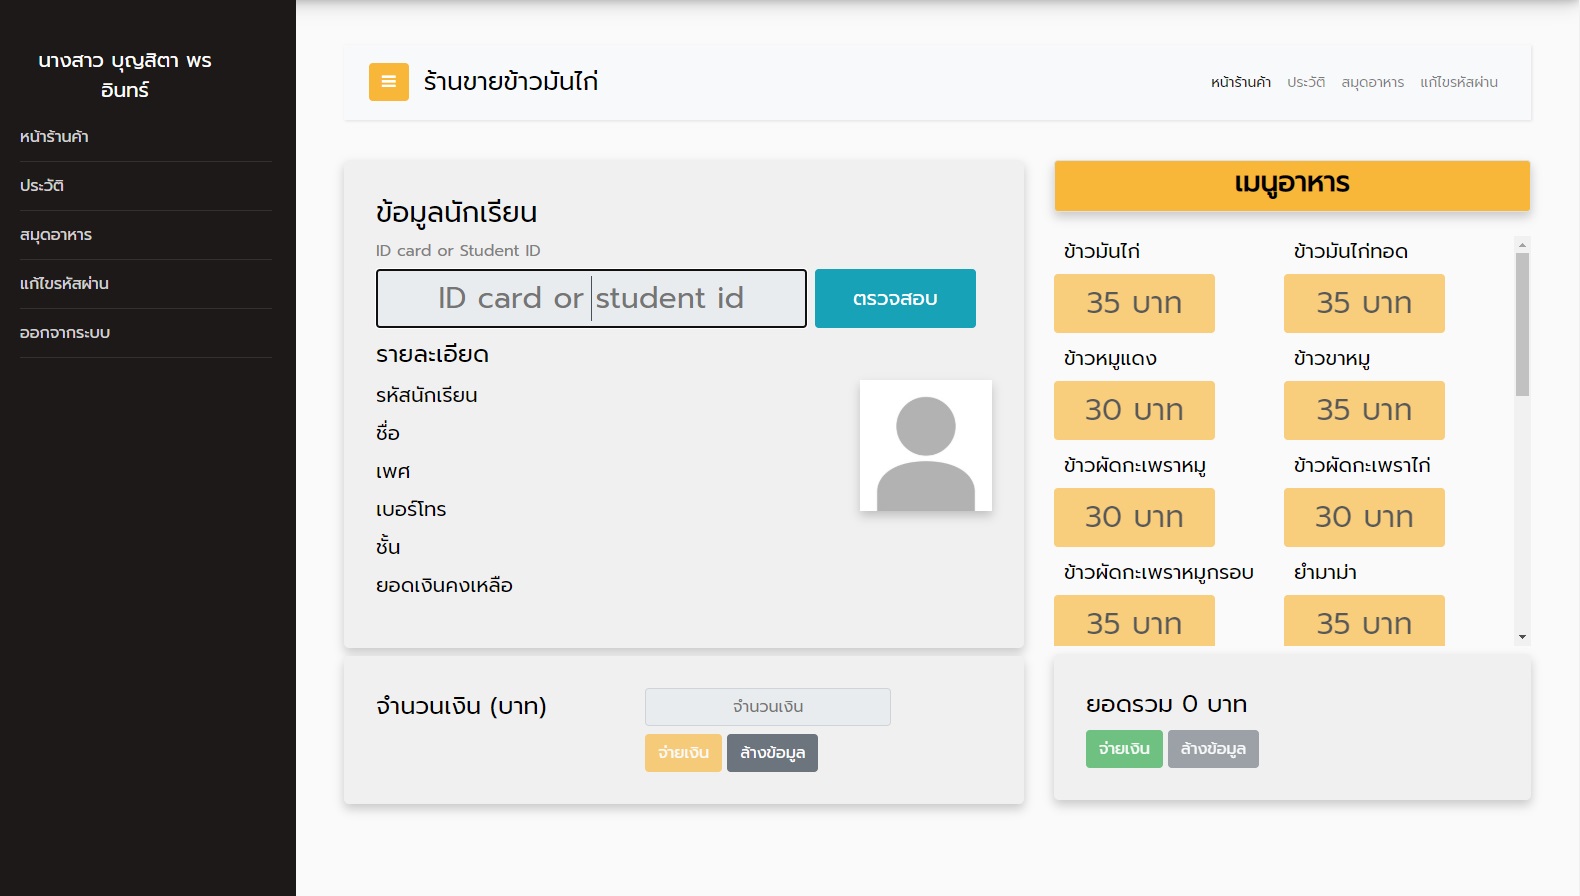 นางสาว บุญสิตา พร
อินทร์
หน้าร้านค้า
ประวัติ
สมุดอาหาร
แก้ไขรหัสผ่าน
ออกจากระบบ
ร้านขายข้าวมันไก่
หน้าร้านค้า ประวัติ สมุดอาหาร แก้ไขรหัสผ่าน
ข้อมูลนักเรียน
ID card or Student ID
ID card or student id
ตรวจสอบ
รายละเอียด
รหัสนักเรียน
ชื่อ
เพศ
เบอร์โทร
ชั้น
ยอดเงินคงเหลือ
จำนวนเงิน (บาท)
จำนวนเงิน
จ่ายเงิน ล้างข้อมูล
เมนูอาหาร
ข้าวมันไก่ ข้าวมันไก่ทอด
35 บาท 35 บาท
ข้าวหมูแดง ข้าวขาหมู
30 บาท 35 บาท
ข้าวผัดกะเพราหมู ข้าวผัดกะเพราไก่
30 บาท 30 บาท
ข้าวผัดกะเพราหมูกรอบ ยำมาม่า
35 บาท 35 บาท
ยอดรวม 0 บาท
จ่ายเงิน ล้างข้อมูล